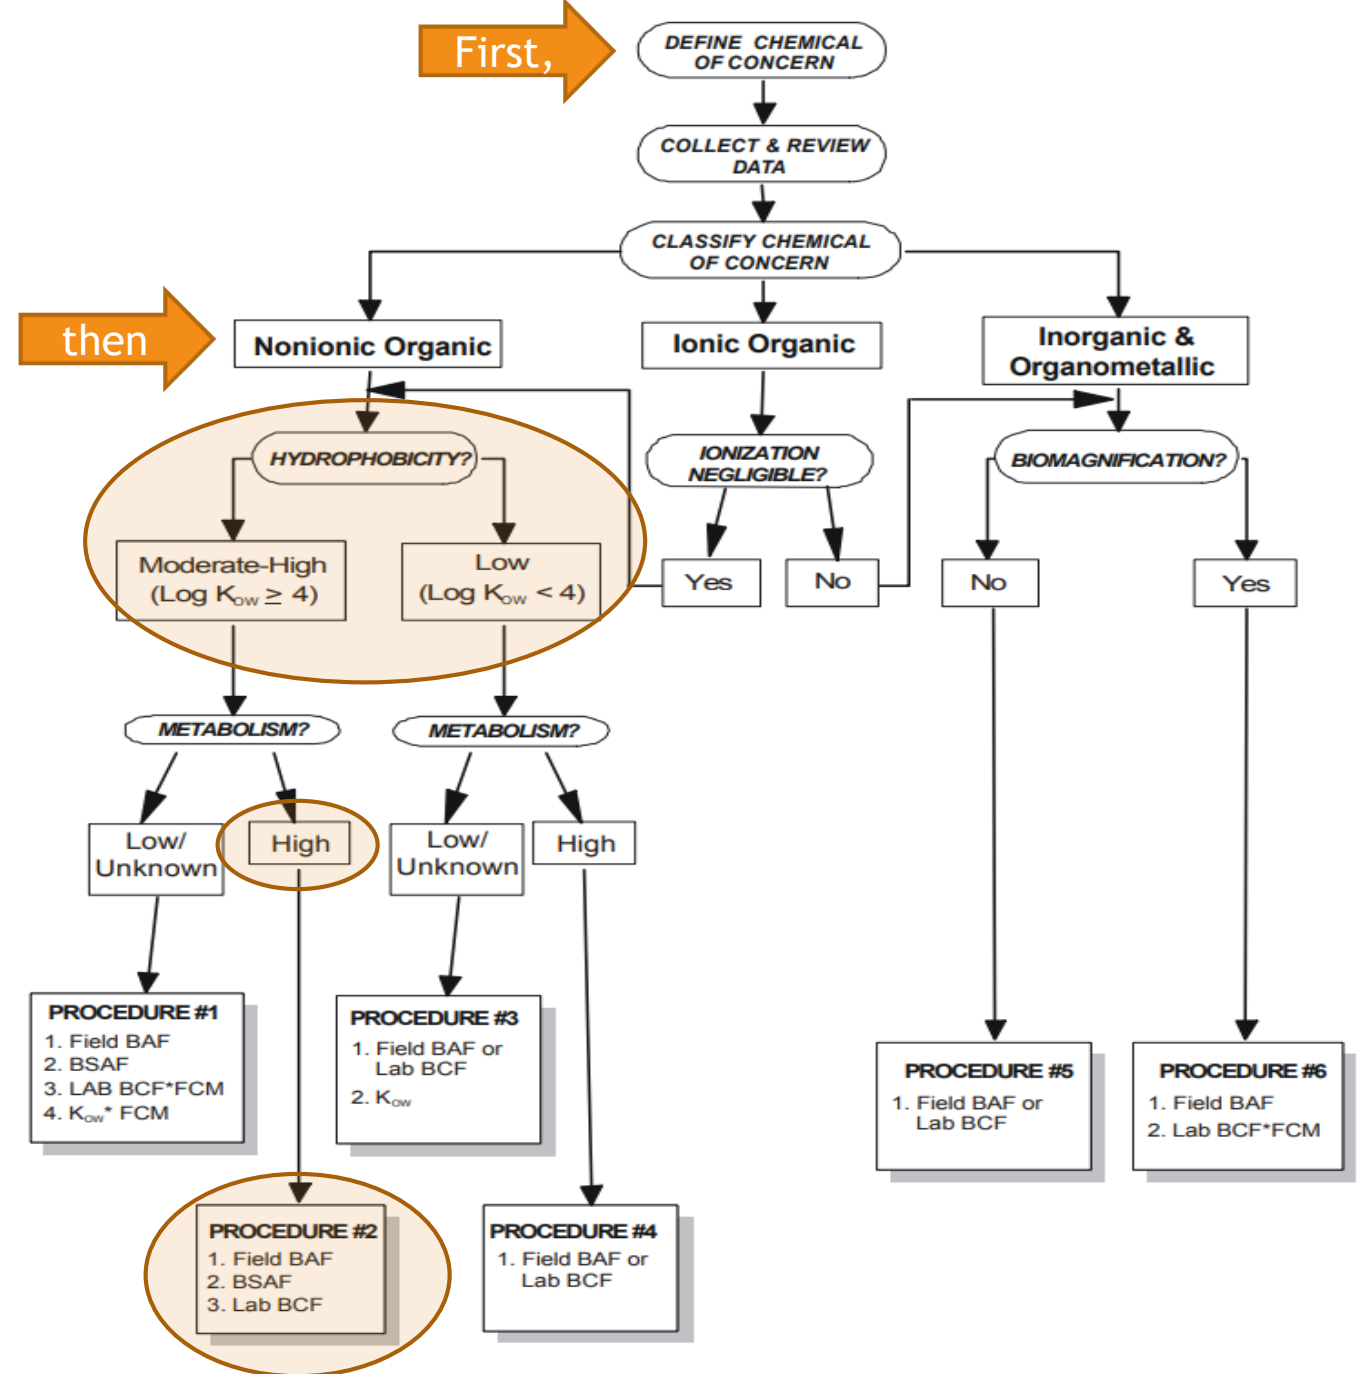 First,
DEFINE CHEMICAL
OF CONCERN
COLLECT & REVIEW
DATA
CLASSIFY CHEMICAL
OF CONCERN
then
Nonionic Organic
Ionic Organic
Inorganic &
Organometallic
HYDROPHOBICITY?
IONIZATION
NEGLIGIBLE?
BIOMAGNIFICATION?
Moderate-High
(Log Kow ≥ 4)
Low
(Log Kow < 4)
Yes
No
No
Yes
METABOLISM?
METABOLISM?
Low/
Unknown
High
Low/
Unknown
High
PROCEDURE #1
1. Field BAF
2. BSAF
3. LAB BCF*FCM
4. Kow* FCM
PROCEDURE #3
1. Field BAF or
Lab BCF
2. Kow
PROCEDURE #5
1. Field BAF or
Lab BCF
PROCEDURE #6
1. Field BAF
2. Lab BCF*FCM
PROCEDURE #2
1. Field BAF
2. BSAF
3. Lab BCF
PROCEDURE #4
1. Field BAF or
Lab BCF